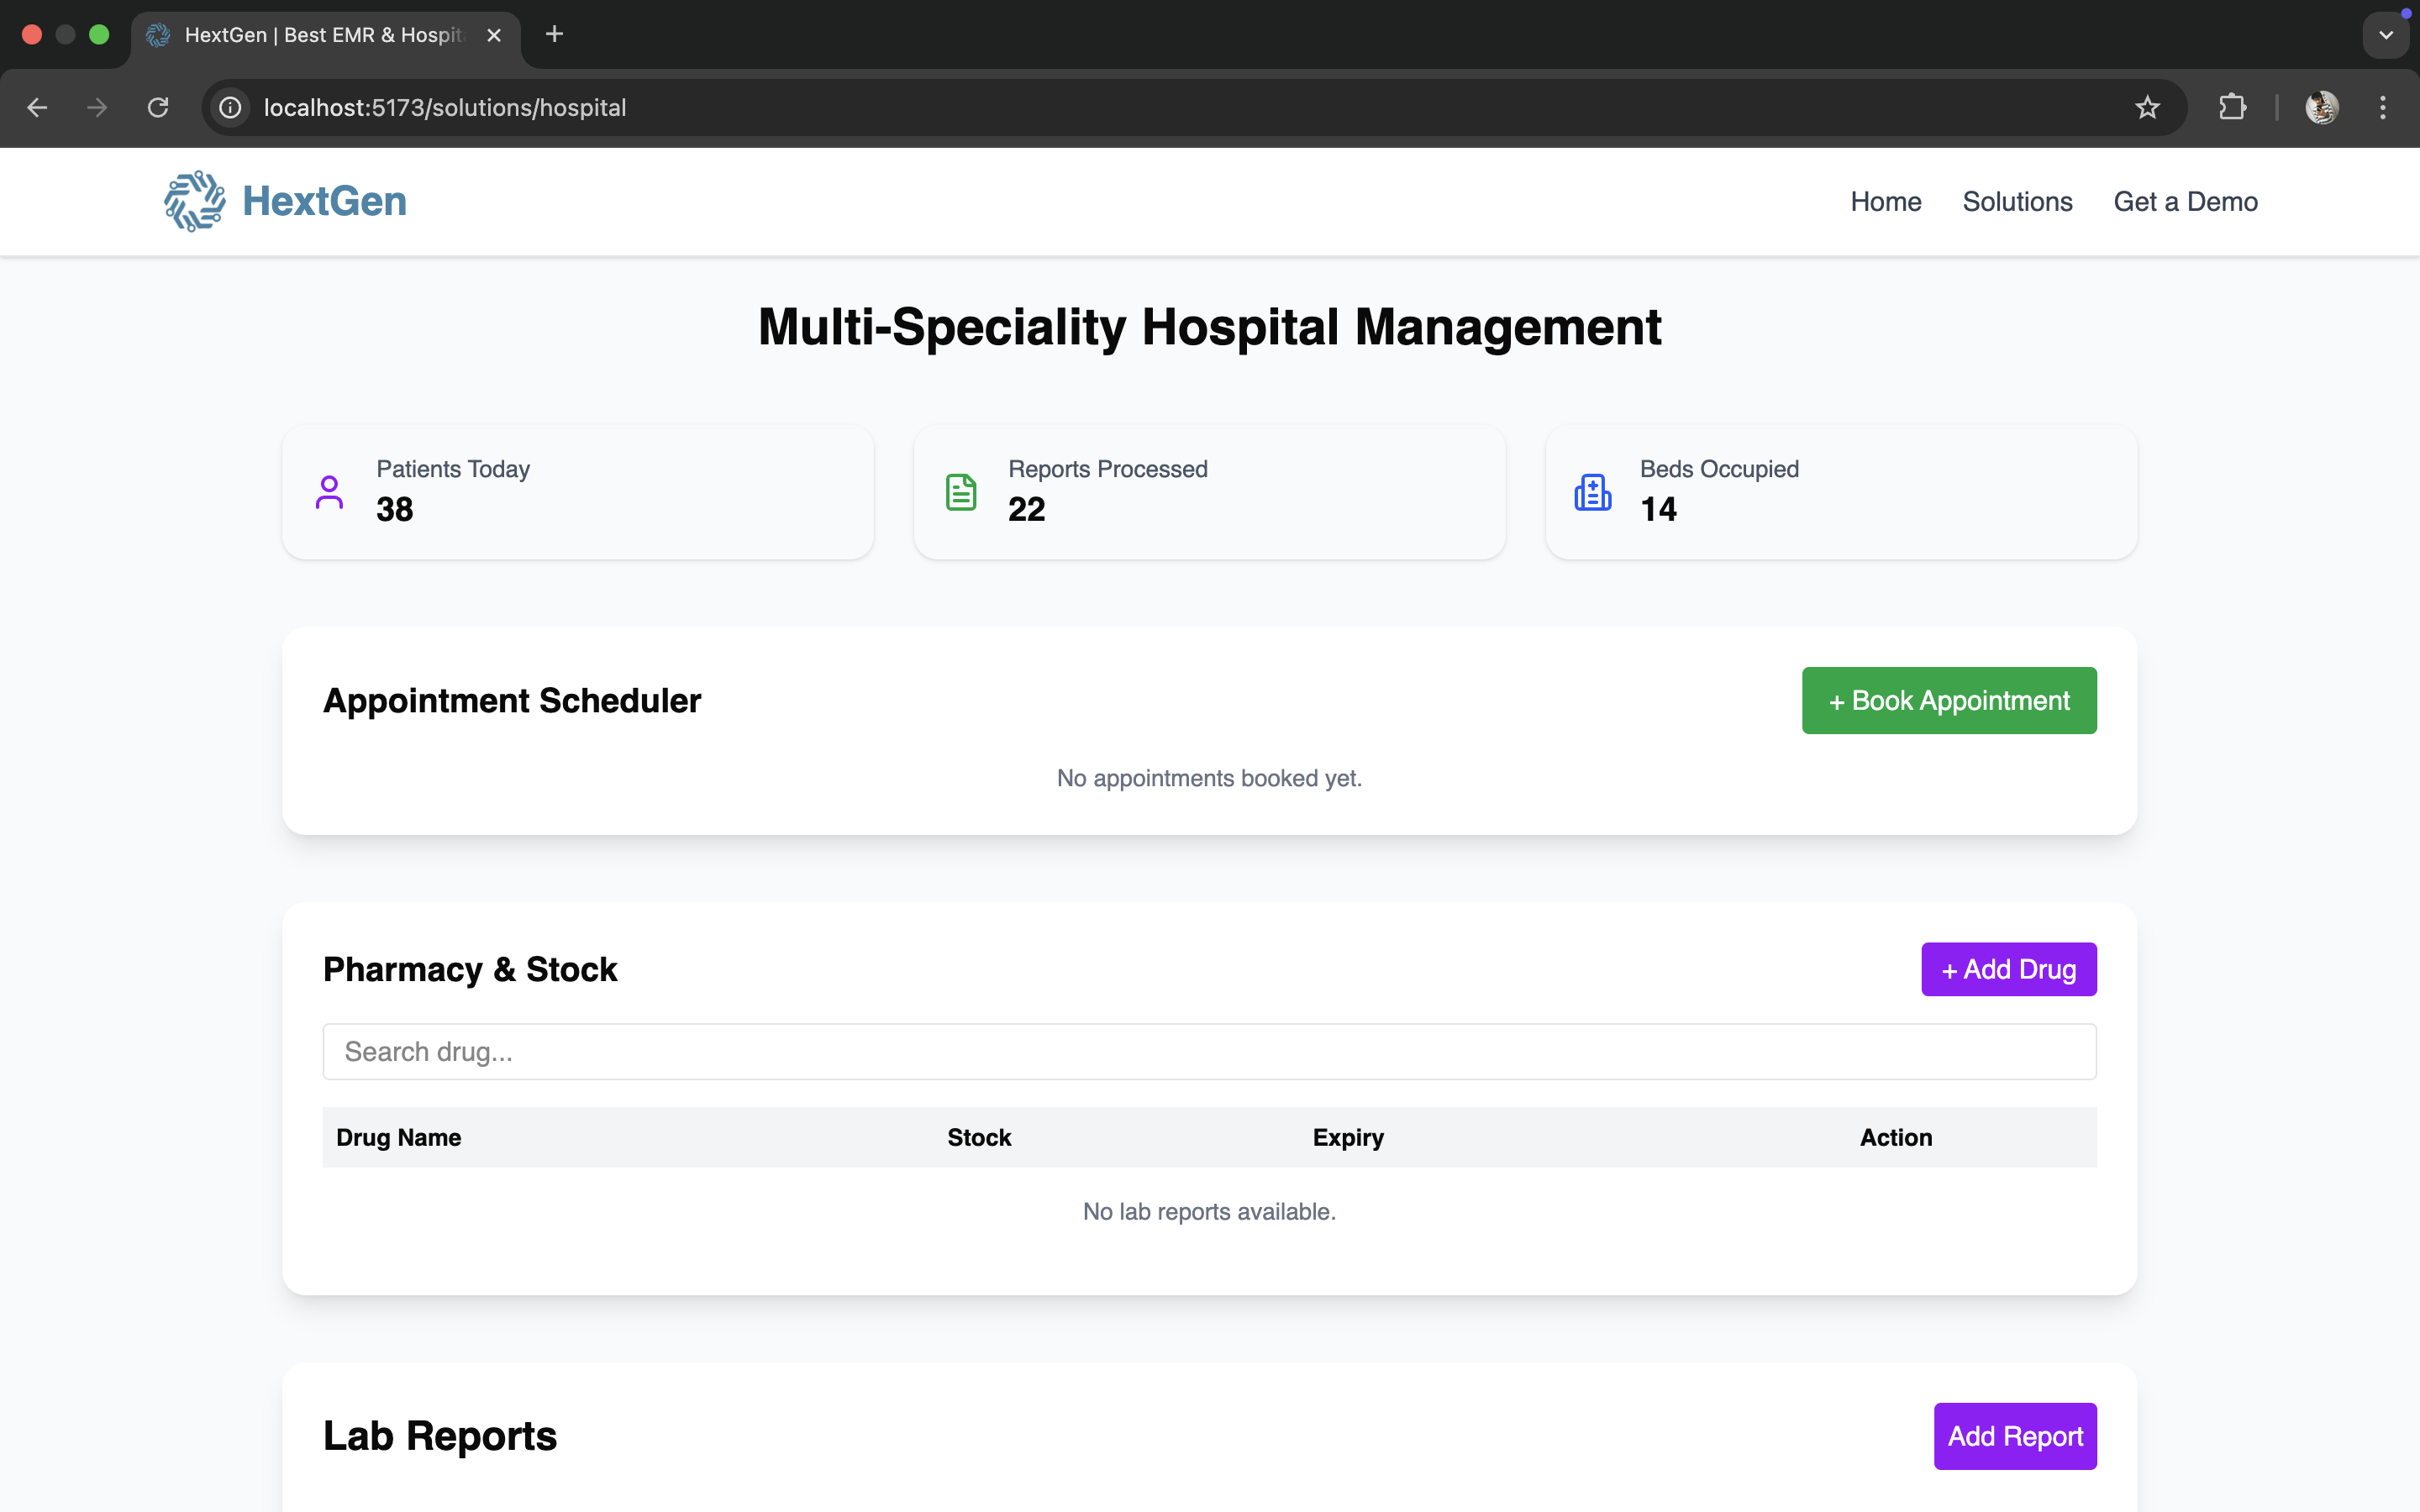 HextGen | Best EMR & Hospit
localhost:5173/solutions/hospital
HextGen
Home Solutions Get a Demo
Multi-Speciality Hospital Management
Patients Today
38
Reports Processed
22
Beds Occupied
14
Appointment Scheduler
+ Book Appointment
No appointments booked yet.
Pharmacy & Stock
+ Add Drug
Search drug...
Drug Name Stock Expiry Action
No lab reports available.
Lab Reports
Add Report